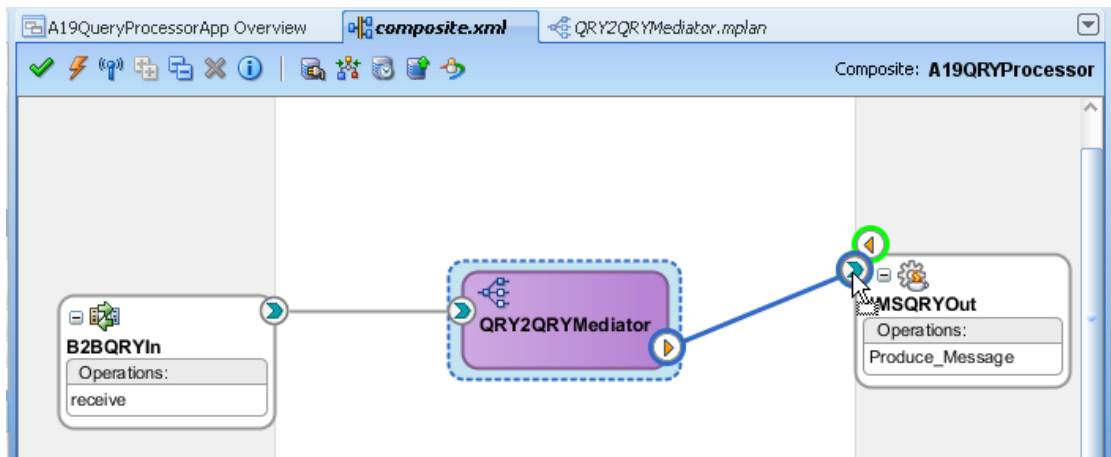 A19QueryProcessorApp Overview
composite.xml
QRY2QRYMediator.mplan
Composite: A19QRYProcessor
B2BQRYIn
Operations:
receive
QRY2QRYMediator
MSQRYOut
Operations:
Produce_Message